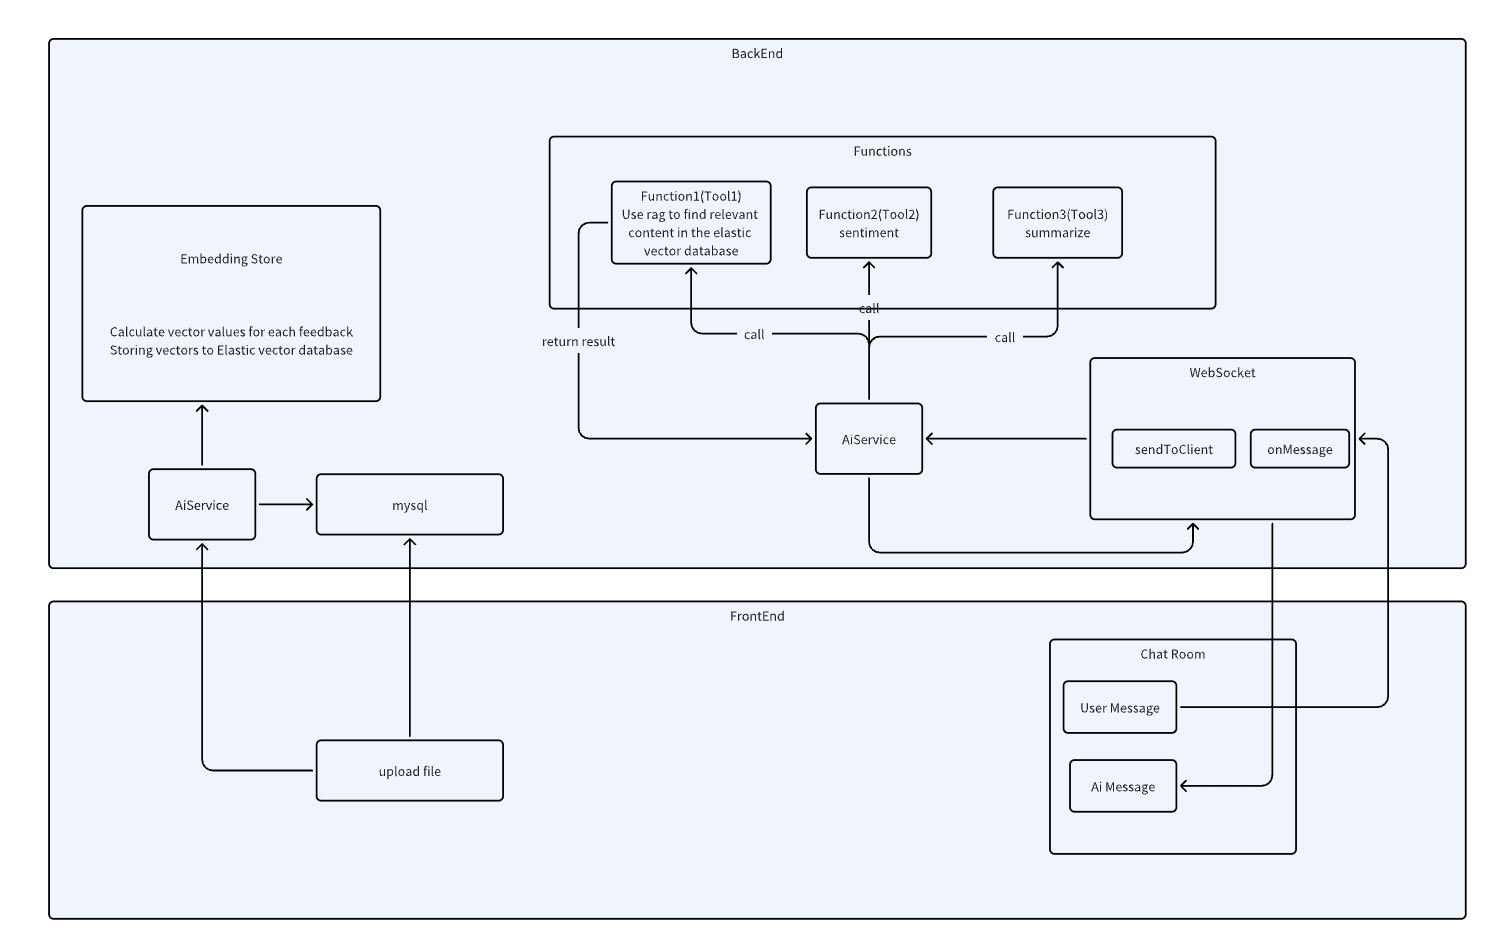 BackEnd
Functions
Function1(Tool1)
Use rag to find relevant
content in the elastic
vector database
Function2(Tool2)
sentiment
Function3(Tool3)
summarize
Embedding Store
Calculate vector values for each feedback
Storing vectors to Elastic vector database
call
call
call
return result
WebSocket
sendToClient
onMessage
AiService
AiService
mysql
FrontEnd
Chat Room
User Message
Ai Message
upload file